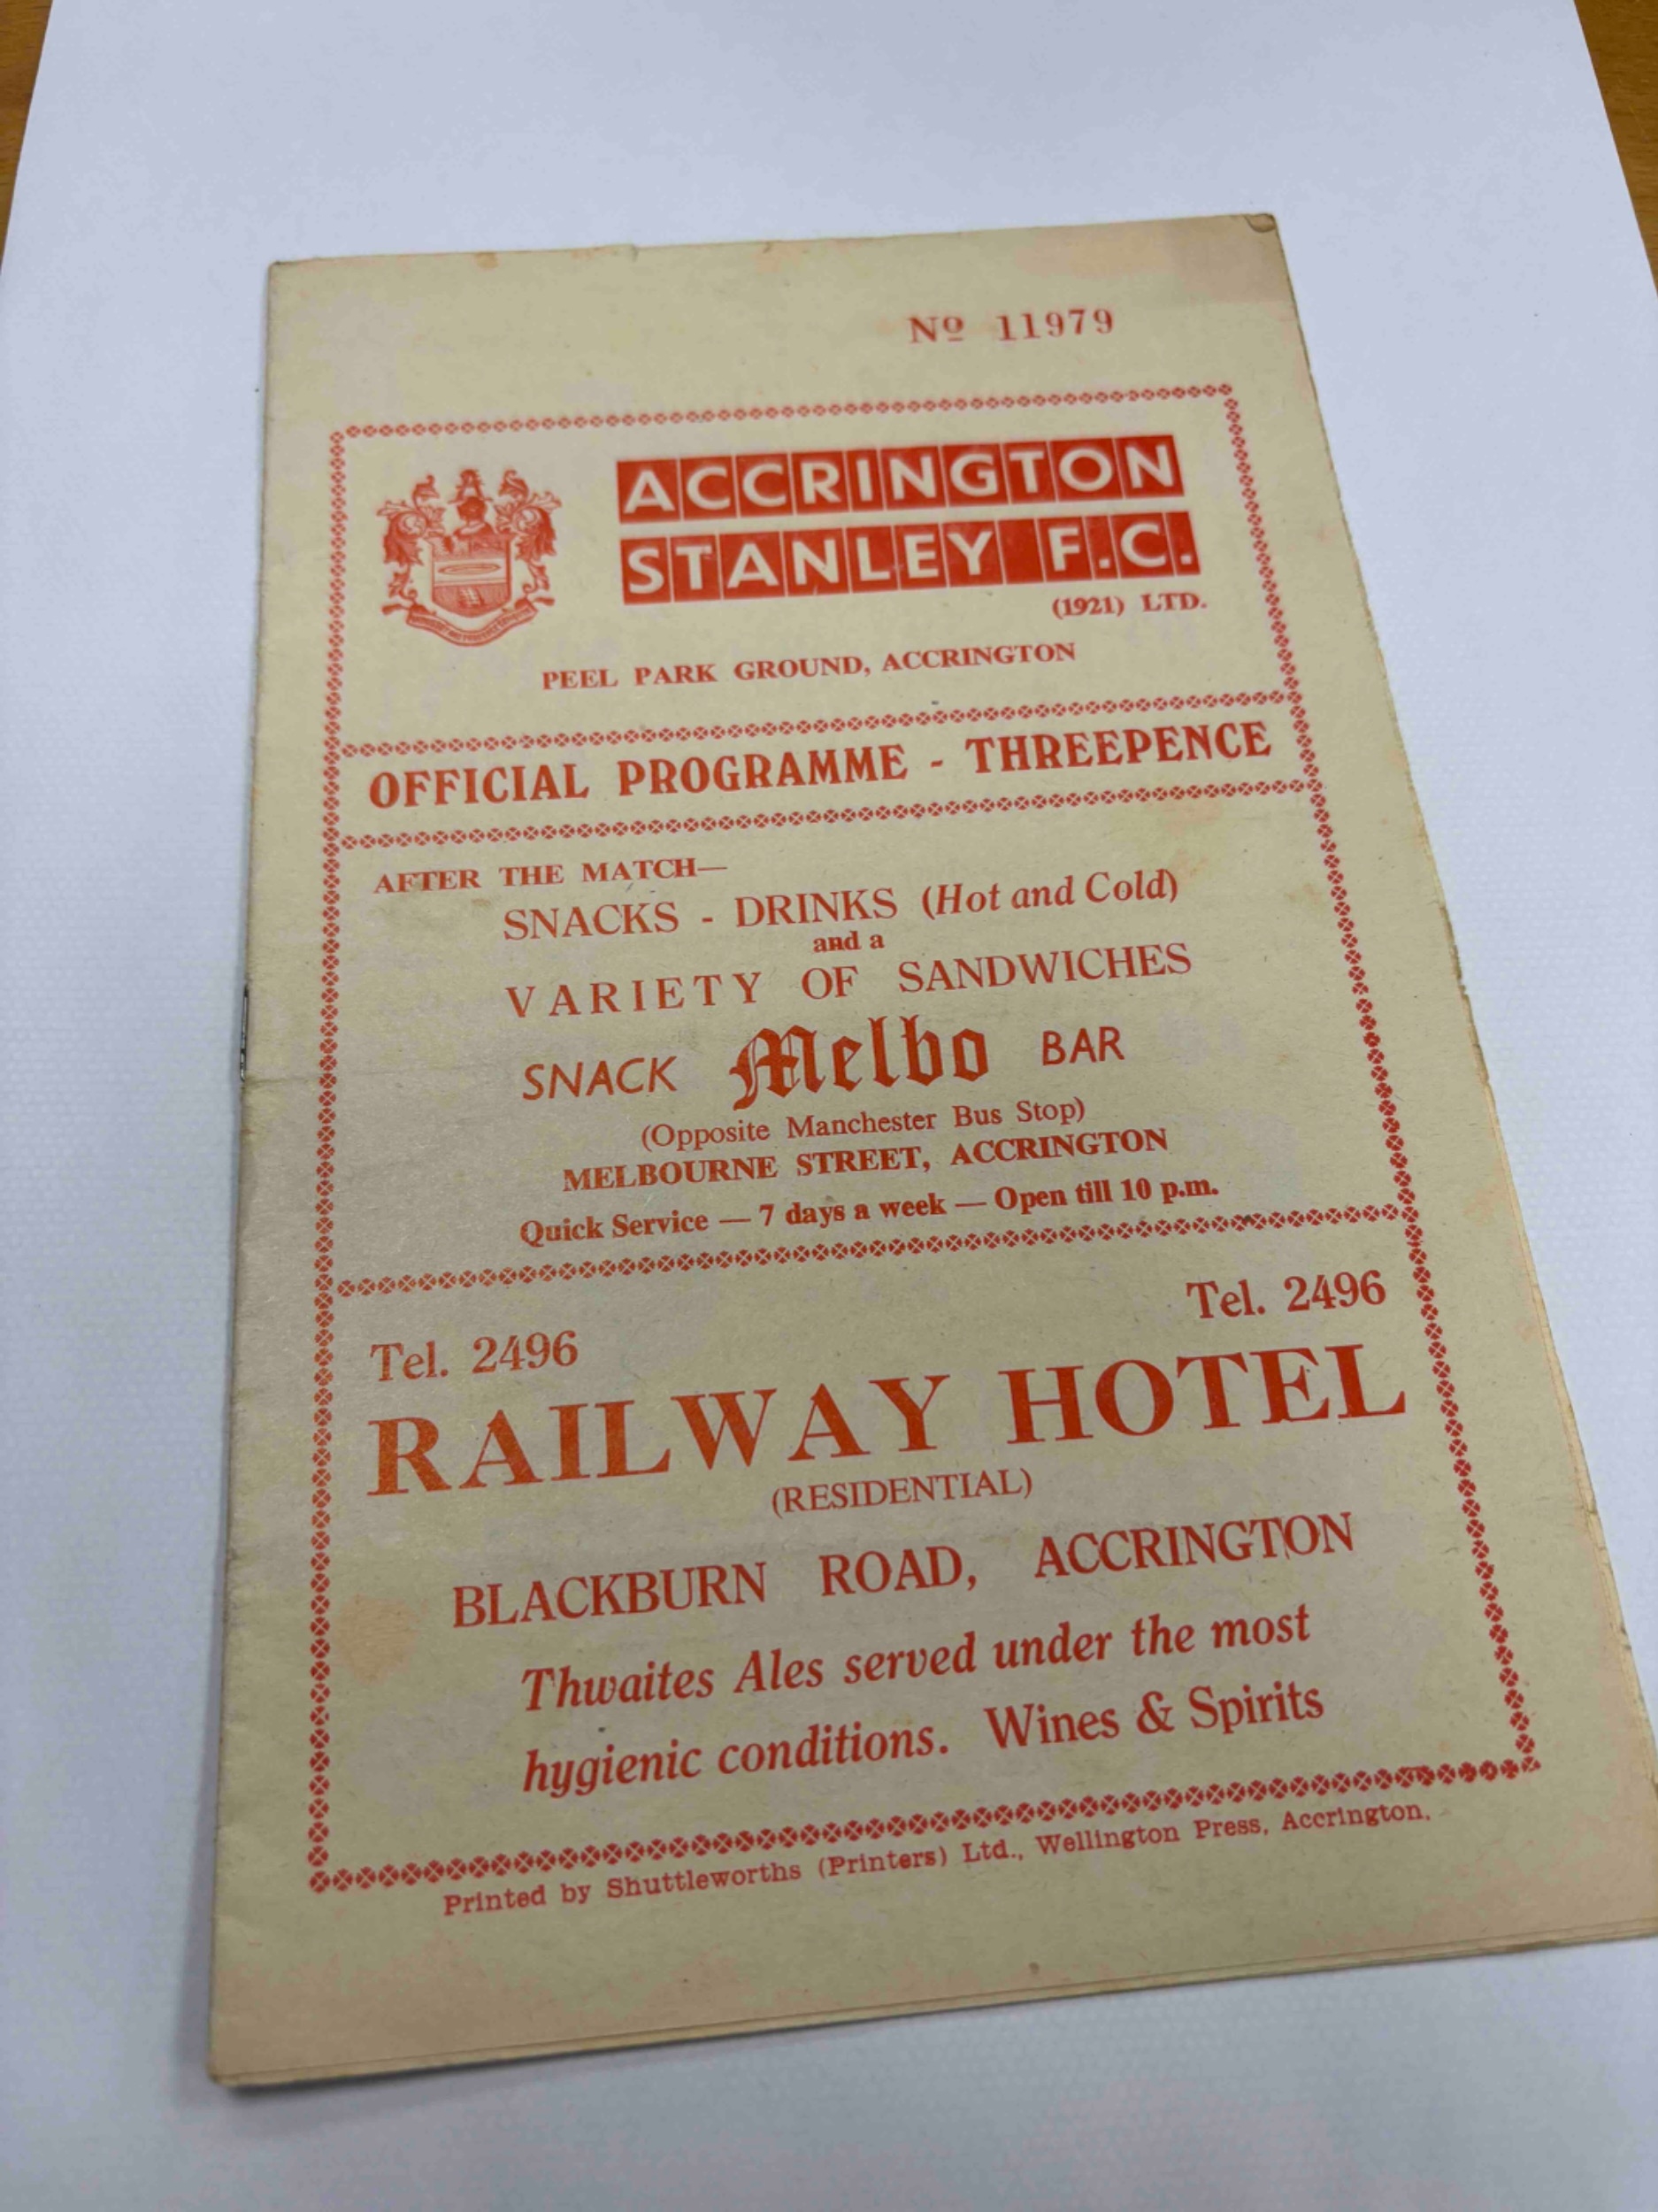 Nº 11979
ACCRINGTON
STANLEY F.C.
(1921) LTD.
PEEL PARK GROUND, ACCRINGTON
OFFICIAL PROGRAMME - THREEPENCE
AFTER THE MATCH—
SNACKS - DRINKS (Hot and Cold)
and a
VARIETY OF SANDWICHES
SNACK Melbo BAR
(Opposite Manchester Bus Stop)
MELBOURNE STREET, ACCRINGTON
Quick Service — 7 days a week — Open till 10 p.m.
Tel. 2496 Tel. 2496
RAILWAY HOTEL
(RESIDENTIAL)
BLACKBURN ROAD, ACCRINGTON
Thwaites Ales served under the most
hygienic conditions. Wines & Spirits
Printed by Shuttleworths (Printers) Ltd., Wellington Press, Accrington.